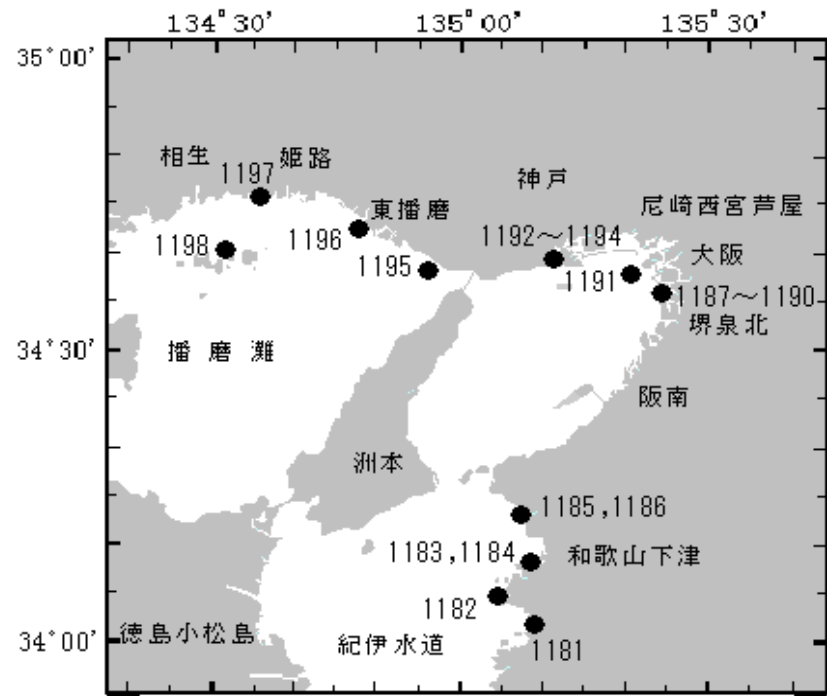 134°30' 135°00' 135°30'
35°00'
相生 姫路
1197
神戸
尼崎西宮芦屋
東播磨
1196
1192～1194
1198
大阪
1195
1191
1187～1190
堺泉北
34°30'
播磨灘
阪南
洲本
1185,1186
1183,1184
和歌山下津
1182
34°00'
徳島小松島
紀伊水道
1181